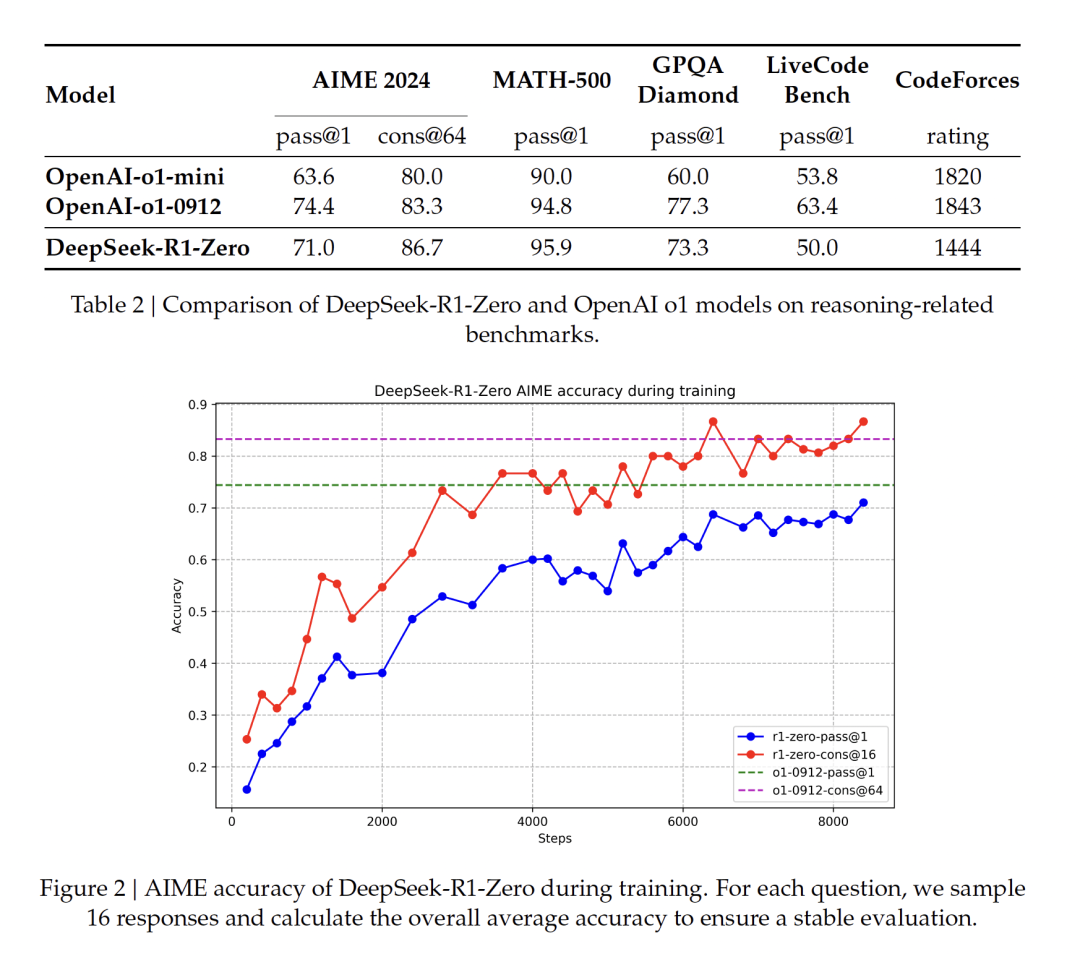 Model AIME 2024 MATH-500 GPQA Diamond LiveCode Bench CodeForces
pass@1 cons@64 pass@1 pass@1 pass@1 rating
OpenAI-o1-mini 63.6 80.0 90.0 60.0 53.8 1820
OpenAI-o1-0912 74.4 83.3 94.8 77.3 63.4 1843
DeepSeek-R1-Zero 71.0 86.7 95.9 73.3 50.0 1444
Table 2 | Comparison of DeepSeek-R1-Zero and OpenAI o1 models on reasoning-related
benchmarks.
DeepSeek-R1-Zero AIME accuracy during training
Accuracy
0.9
0.8
0.7
0.6
0.5
0.4
0.3
0.2
r1-zero-pass@1
r1-zero-cons@16
o1-0912-pass@1
o1-0912-cons@64
0 2000 4000 6000 8000
Steps
Figure 2 | AIME accuracy of DeepSeek-R1-Zero during training. For each question, we sample
16 responses and calculate the overall average accuracy to ensure a stable evaluation.